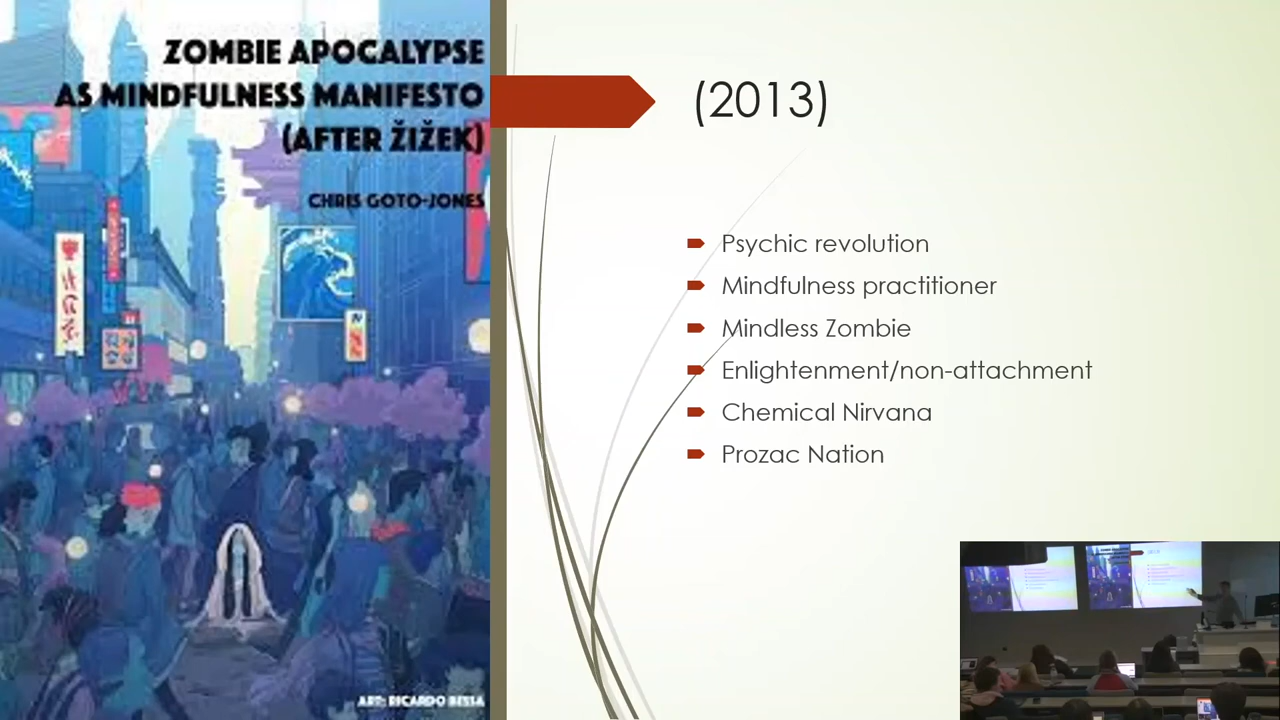 ZOMBIE APOCALYPSE
AS MINDFULNESS MANIFESTO
(AFTER ŽIŽEK)
CHRIS GOTO-JONES
ART: RICARDO BESSA
(2013)
Psychic revolution
Mindfulness practitioner
Mindless Zombie
Enlightenment/non-attachment
Chemical Nirvana
Prozac Nation